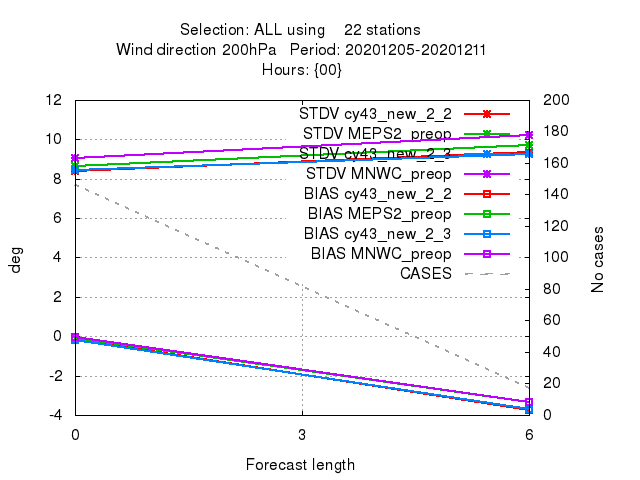 Selection: ALL using 22 stations
Wind direction 200hPa Period: 20201205-20201211
Hours: {00}
12
10
8
6
4
2
0
-2
-4
deg
STDV cy43_new_2_2
STDV MEPS2_preop
STDV cy43_new_2_3
STDV MNWC_preop
BIAS cy43_new_2_2
BIAS MEPS2_preop
BIAS cy43_new_2_3
BIAS MNWC_preop
CASES
200
180
160
140
120
100
80
60
40
20
0
No cases
0 3 6
Forecast length